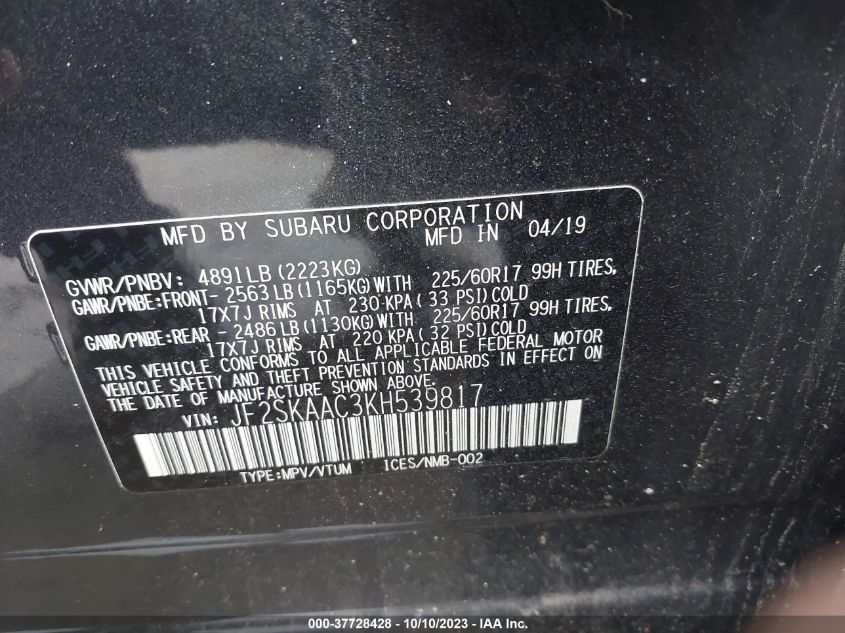 MFD BY SUBARU CORPORATION
MFD IN 04/19
GVWR/PNBV: 4891LB (2223KG)
GAWR/PNBE:FRONT- 2563 LB (1165KG) WITH 225/60R17 99H TIRES,
17X7J RIMS AT 230 KPA ( 33 PSI) COLD
GAWR/PNBE:REAR - 2486 LB (1130KG) WITH 225/60R17 99H TIRES,
17X7J RIMS AT 220 KPA ( 32 PSI) COLD
THIS VEHICLE CONFORMS TO ALL APPLICABLE FEDERAL MOTOR
VEHICLE SAFETY AND THEFT PREVENTION STANDARDS IN EFFECT ON
THE DATE OF MANUFACTURE SHOWN ABOVE.
VIN: JF2SKAAC3KH539817
TYPE:MPV/VTUM ICES/NMB-002
000-37728428 - 10/10/2023 - IAA Inc.